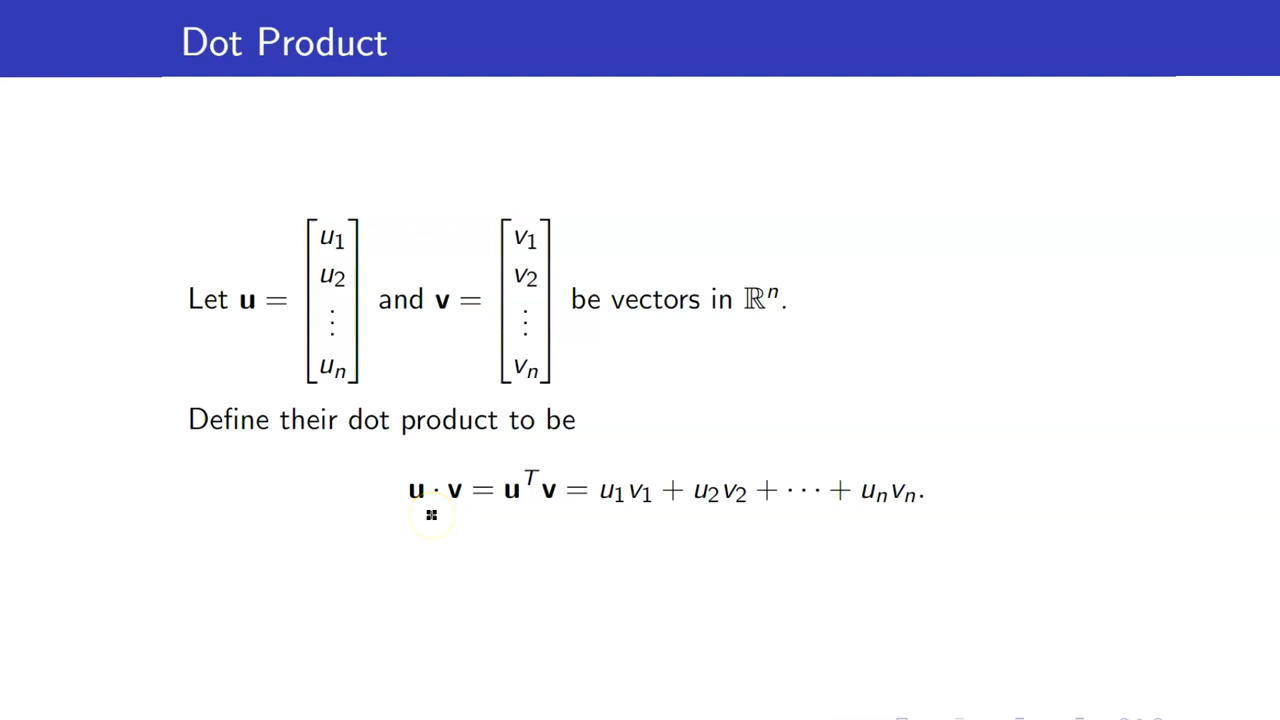 Dot Product
Let u = [u₁ u₂ ⋮ uₙ] and v = [v₁ v₂ ⋮ vₙ] be vectors in ℝⁿ.
Define their dot product to be
u · v = uᵀv = u₁v₁ + u₂v₂ + ··· + uₙvₙ.